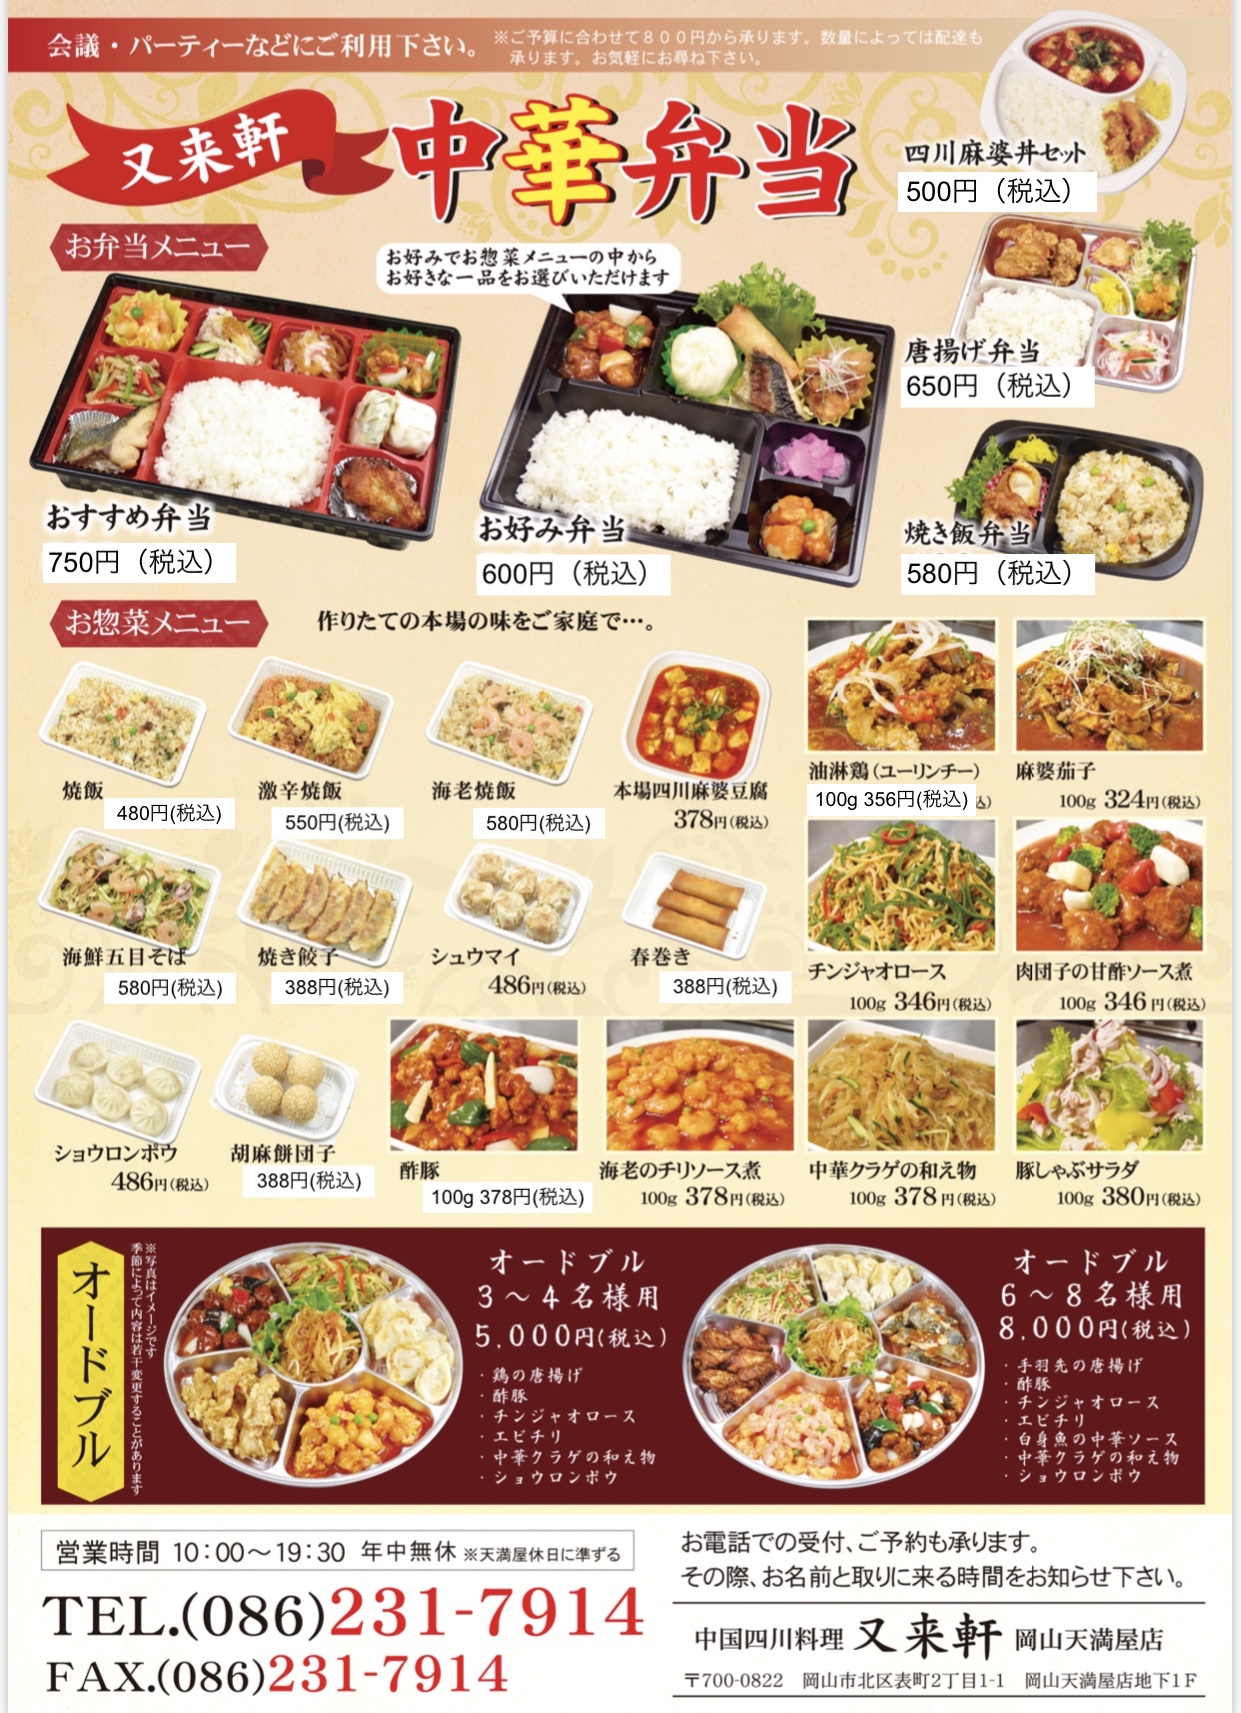 会議・パーティーなどにご利用下さい。
※ご予算に合わせて８００円から承ります。数量によっては配達も
承ります。お気軽にお尋ね下さい。
又来軒
中華弁当
四川麻婆丼セット
500円（税込）
お弁当メニュー
お好みでお惣菜メニューの中から
お好きな一品をお選びいただけます
唐揚げ弁当
650円（税込）
おすすめ弁当
750円（税込）
お好み弁当
600円（税込）
焼き飯弁当
580円（税込）
お惣菜メニュー
作りたての本場の味をご家庭で…。
焼飯
480円(税込)
激辛焼飯
550円(税込)
海老焼飯
580円(税込)
本場四川麻婆豆腐
378円(税込)
油淋鶏(ユーリンチー)
100g 356円(税込)
麻婆茄子
100g 324円(税込)
海鮮五目そば
580円(税込)
焼き餃子
388円(税込)
シュウマイ
486円(税込)
春巻き
388円(税込)
チンジャオロース
100g 346円(税込)
肉団子の甘酢ソース煮
100g 346円(税込)
ショウロンポウ
486円(税込)
胡麻餅団子
388円(税込)
酢豚
100g 378円(税込)
海老のチリソース煮
100g 378円(税込)
中華クラゲの和え物
100g 378円(税込)
豚しゃぶサラダ
100g 380円(税込)
オードブル
※写真はイメージです
季節によって内容は若干変更することがあります
オードブル
3～4名様用
5,000円(税込)
・鶏の唐揚げ
・酢豚
・チンジャオロース
・エビチリ
・中華クラゲの和え物
・ショウロンポウ
オードブル
6～8名様用
8,000円(税込)
・手羽先の唐揚げ
・酢豚
・チンジャオロース
・エビチリ
・白身魚の中華ソース
・中華クラゲの和え物
・ショウロンポウ
営業時間 10:00～19:30 年中無休 ※天満屋休日に準ずる
TEL.(086)231-7914
FAX.(086)231-7914
お電話での受付、ご予約も承ります。
その際、お名前と取りに来る時間をお知らせ下さい。
中国四川料理 又来軒 岡山天満屋店
〒700-0822 岡山市北区表町2丁目1-1 岡山天満屋店地下1F